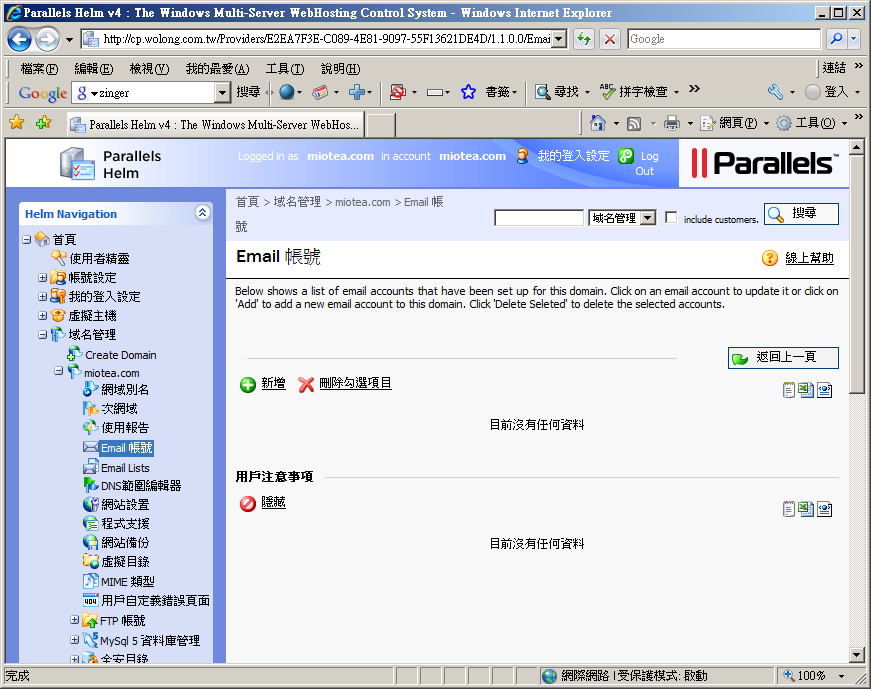 Parallels Helm v4 : The Windows Multi-Server WebHosting Control System - Windows Internet Explorer
http://cp.wolong.com.tw/Providers/E2EA7F3E-C089-4E81-9097-55F13621DE4D/1.1.0.0/Emai
Google
檔案(F) 編輯(E) 檢視(V) 我的最愛(A) 工具(T) 說明(H) 連結 »
Google zinger 搜尋 書籤 尋找 拼字檢查 » 登入
Parallels Helm v4 : The Windows Multi-Server WebHos... 網頁(P) 工具(O) »
Parallels
Helm
Logged in as miotea.com in account miotea.com 我的登入設定 Log
Out
Parallels™
Helm Navigation
首頁
使用者精靈
帳號設定
我的登入設定
虛擬主機
域名管理
Create Domain
miotea.com
網域別名
次網域
使用報告
Email 帳號
Email Lists
DNS範圍編輯器
網站設置
程式支援
網站備份
虛擬目錄
MIME 類型
用戶自定義錯誤頁面
FTP 帳號
MySql 5 資料庫管理
安全目錄
首頁 > 域名管理 > miotea.com > Email 帳
號
域名管理 include customers. 搜尋
Email 帳號
線上幫助
Below shows a list of email accounts that have been set up for this domain. Click on an email account to update it or click on
'Add' to add a new email account to this domain. Click 'Delete Seleted' to delete the selected accounts.
返回上一頁
新增 刪除勾選項目
目前沒有任何資料
用戶注意事項
隱藏
目前沒有任何資料
完成 網際網路 | 受保護模式: 啟動 100%